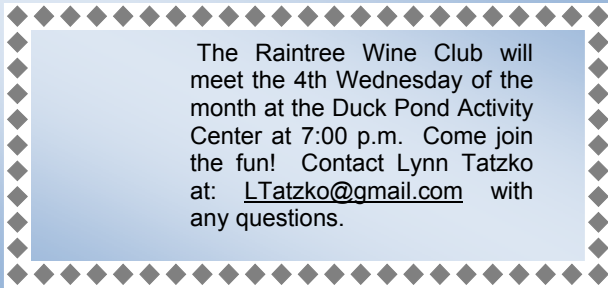 The Raintree Wine Club will
meet the 4th Wednesday of the
month at the Duck Pond Activity
Center at 7:00 p.m. Come join
the fun! Contact Lynn Tatzko
at: LTatzko@gmail.com with
any questions.